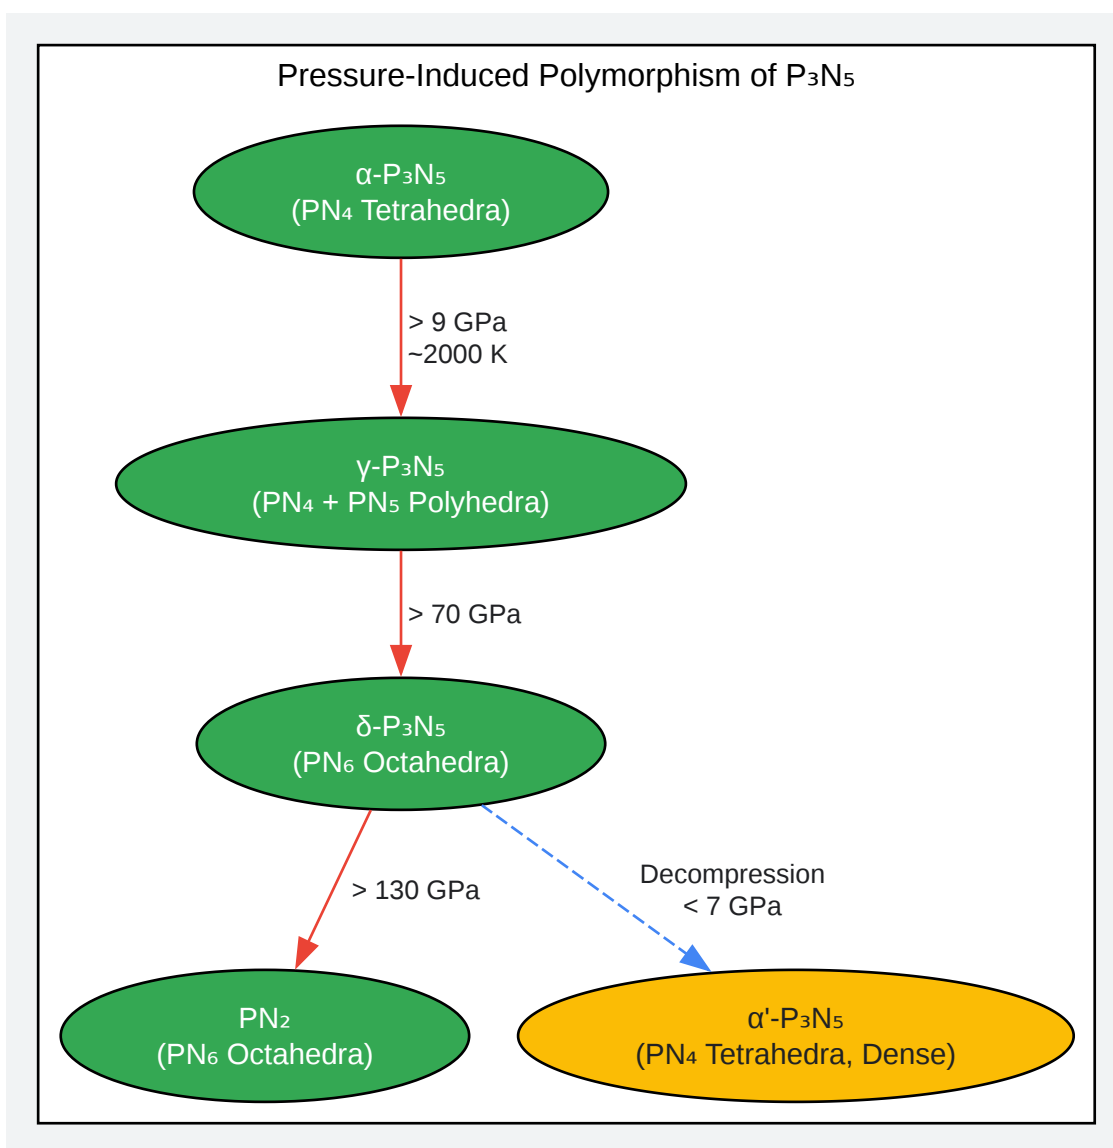 Pressure-Induced Polymorphism of P₃N₅
α-P₃N₅
(PN₄ Tetrahedra)
> 9 GPa
~2000 K
γ-P₃N₅
(PN₄ + PN₅ Polyhedra)
> 70 GPa
δ-P₃N₅
(PN₆ Octahedra)
> 130 GPa
Decompression
< 7 GPa
PN₂
(PN₆ Octahedra)
α'-P₃N₅
(PN₄ Tetrahedra, Dense)